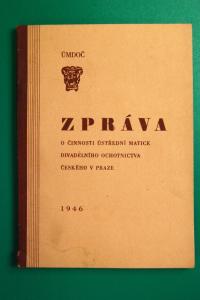 ÚMDOČ
ZPRÁVA
O ČINNOSTI ÚSTŘEDNÍ MATICE
DIVADELNÍHO OCHOTNICTVA
ČESKÉHO V PRAZE
1946